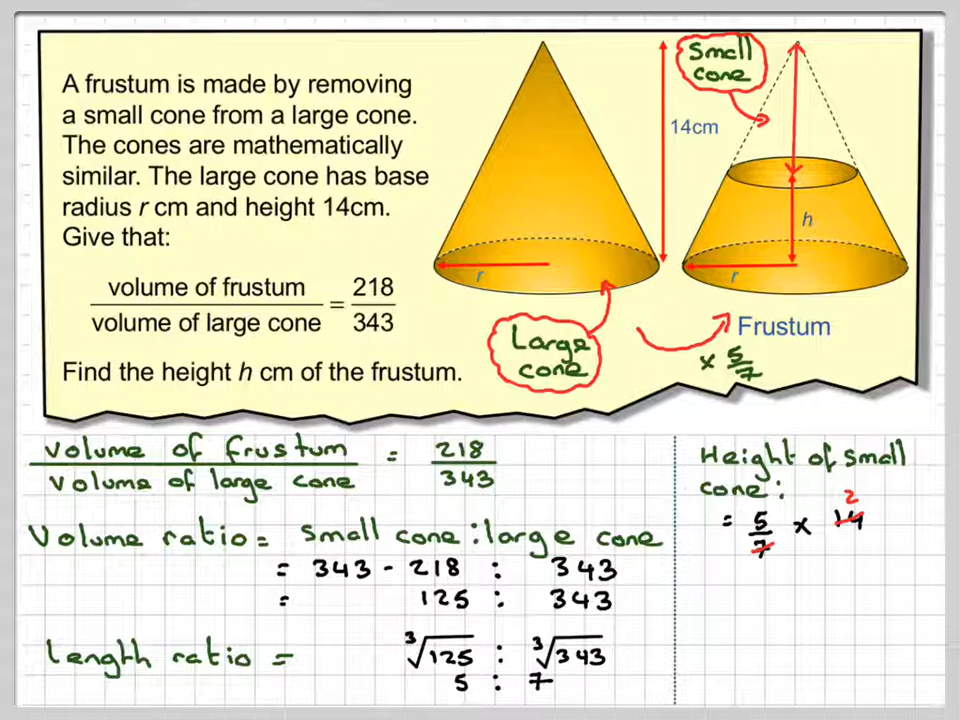 A frustum is made by removing
a small cone from a large cone.
The cones are mathematically
similar. The large cone has base
radius r cm and height 14cm.
Give that:
volume of frustum
volume of large cone
=
218
343
Find the height h cm of the frustum.
r
Large
cone
14cm
Small
cone
h
r
Frustum
× 5/7
volume of frustum
volume of large cone
=
218
343
Volume ratio = small cone : large cone
= 343 - 218 : 343
= 125 : 343
Length ratio = ³√125 : ³√343
5 : 7
Height of small
cone:
2
= 5/7 × 14